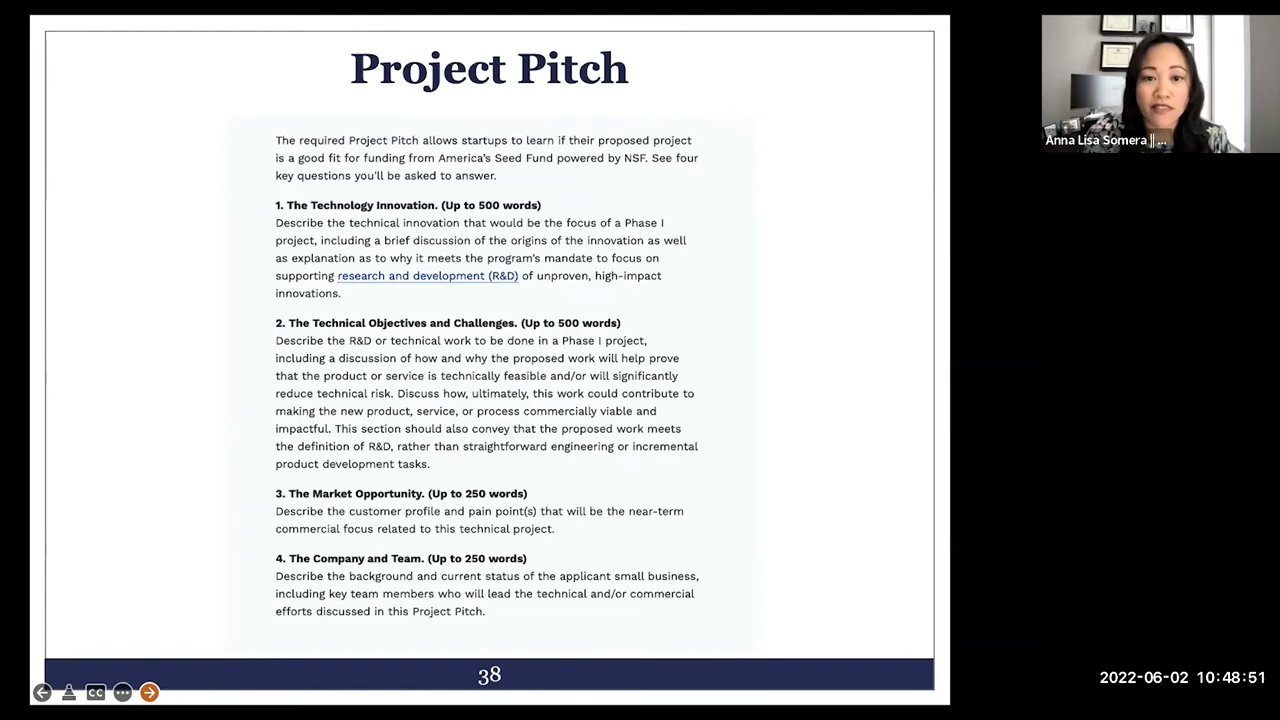 Project Pitch
The required Project Pitch allows startups to learn if their proposed project
is a good fit for funding from America's Seed Fund powered by NSF. See four
key questions you'll be asked to answer.
1. The Technology Innovation. (Up to 500 words)
Describe the technical innovation that would be the focus of a Phase I
project, including a brief discussion of the origins of the innovation as well
as explanation as to why it meets the program's mandate to focus on
supporting research and development (R&D) of unproven, high-impact
innovations.
2. The Technical Objectives and Challenges. (Up to 500 words)
Describe the R&D or technical work to be done in a Phase I project,
including a discussion of how and why the proposed work will help prove
that the product or service is technically feasible and/or will significantly
reduce technical risk. Discuss how, ultimately, this work could contribute to
making the new product, service, or process commercially viable and
impactful. This section should also convey that the proposed work meets
the definition of R&D, rather than straightforward engineering or incremental
product development tasks.
3. The Market Opportunity. (Up to 250 words)
Describe the customer profile and pain point(s) that will be the near-term
commercial focus related to this technical project.
4. The Company and Team. (Up to 250 words)
Describe the background and current status of the applicant small business,
including key team members who will lead the technical and/or commercial
efforts discussed in this Project Pitch.
38
CC
Anna Lisa Somera || ...
2022-06-02 10:48:51